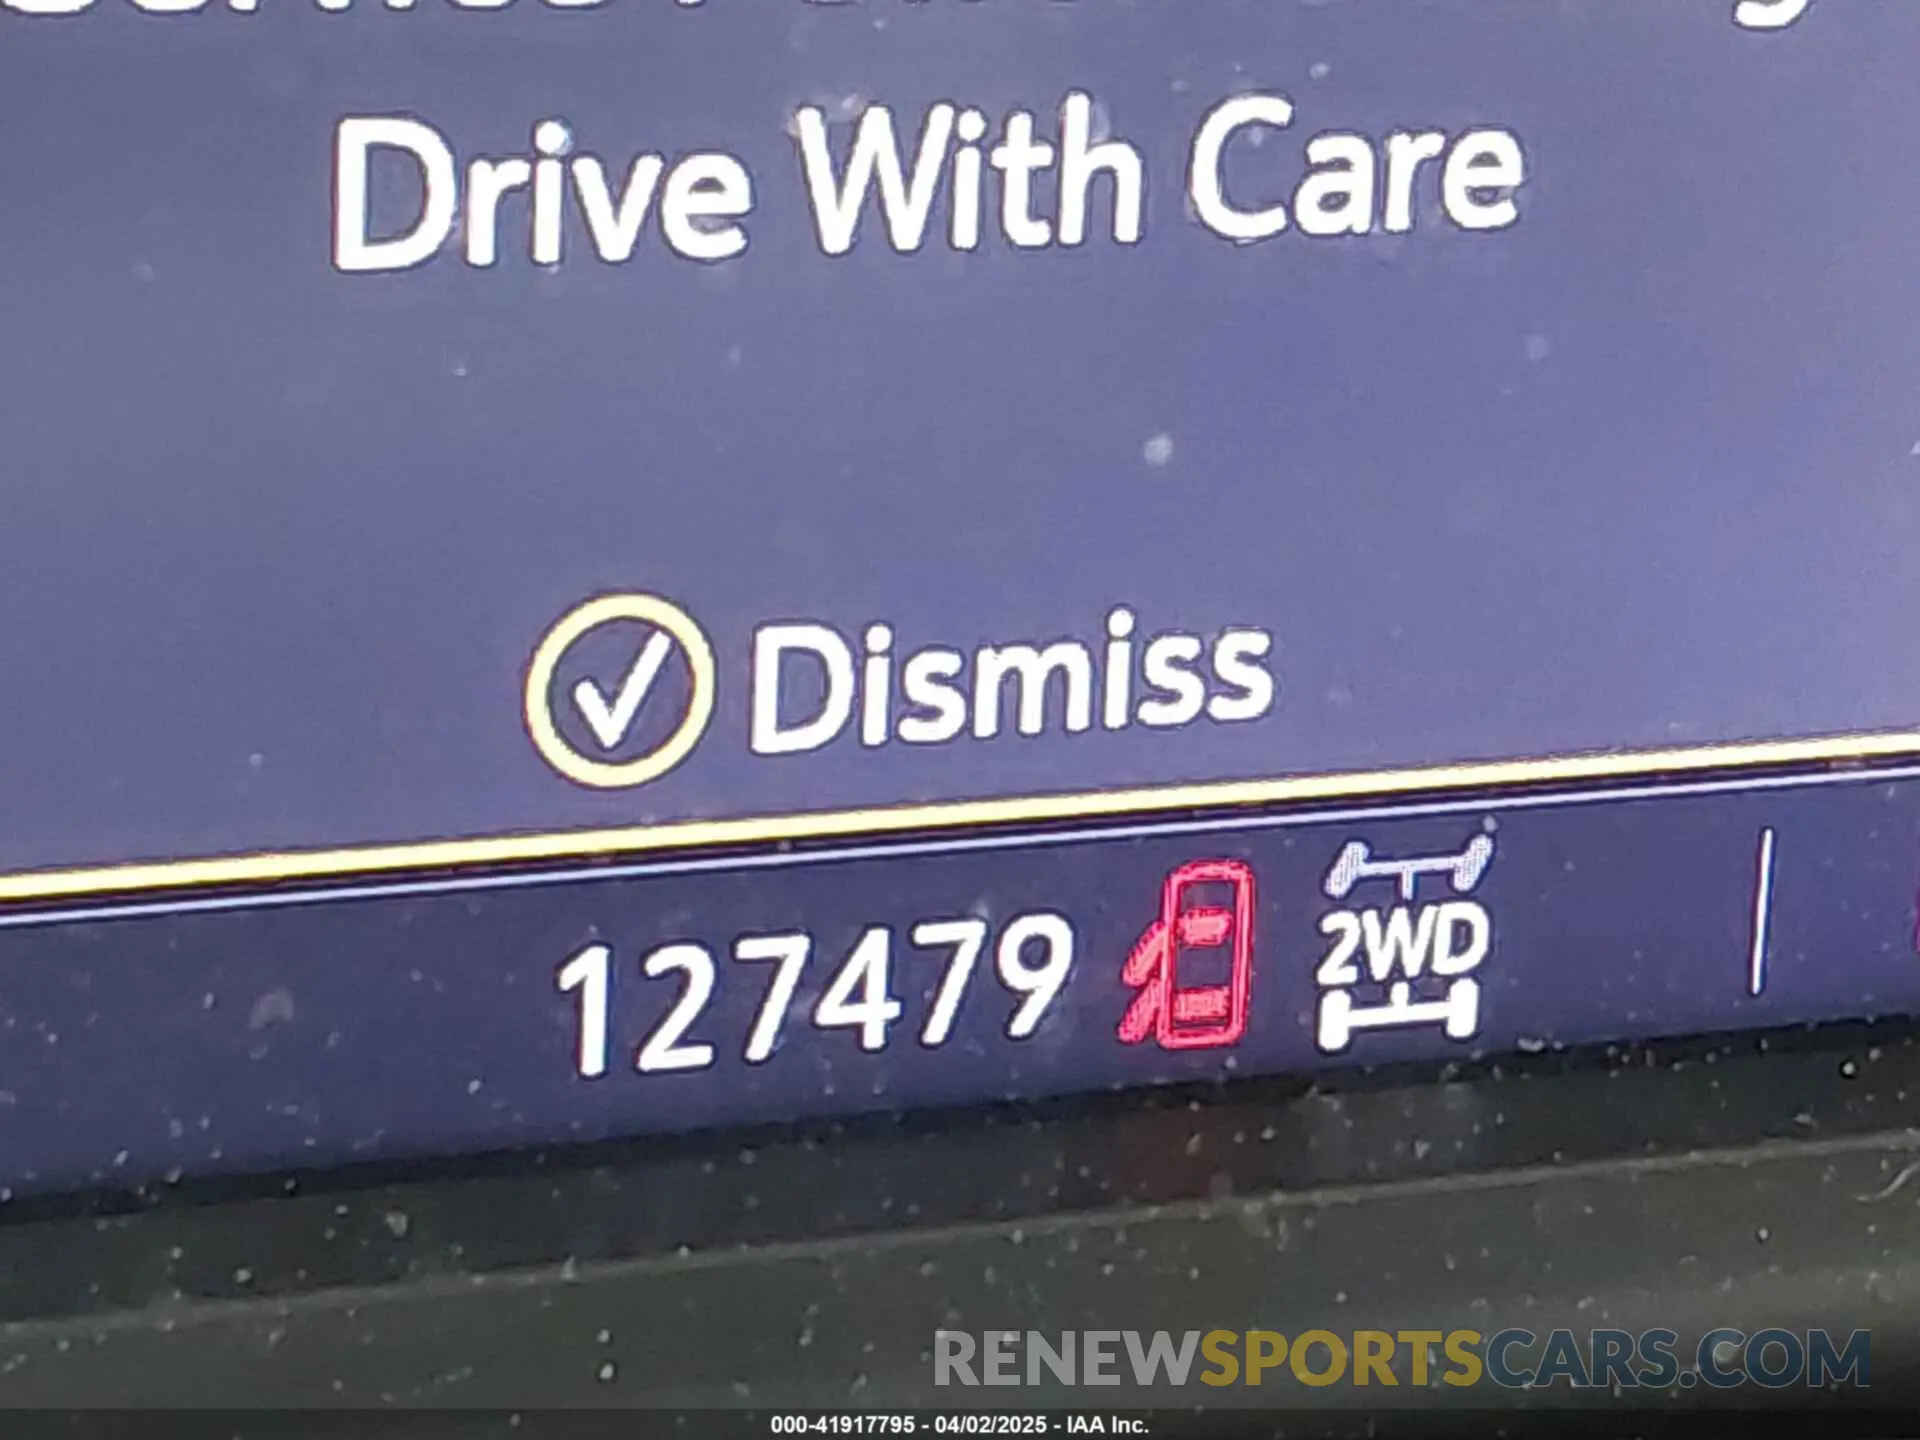 Drive With Care
Dismiss
127479
2WD
RENEWSPORTSCARS.COM
000-41917795 - 04/02/2025 - IAA Inc.